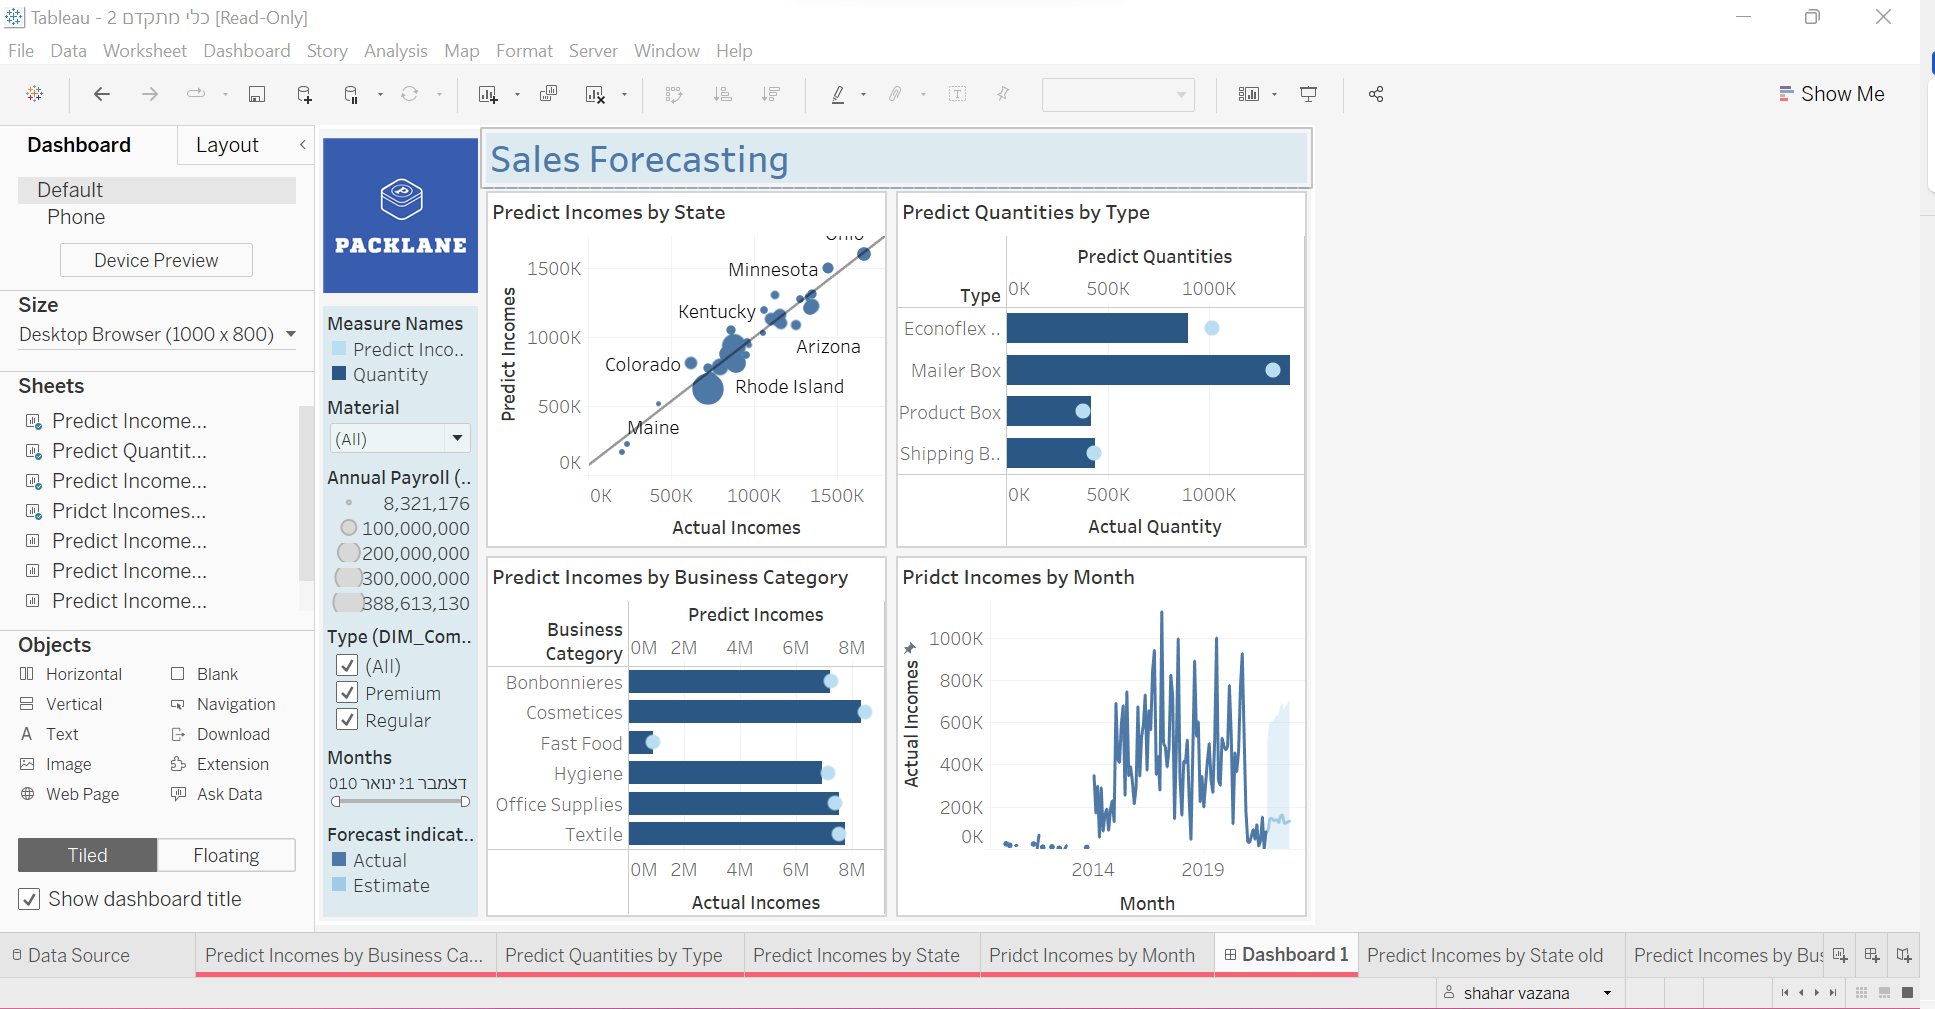 Tableau - כלי מתקדם 2 [Read-Only]
File Data Worksheet Dashboard Story Analysis Map Format Server Window Help
Show Me
Dashboard Layout
Default
Phone
Device Preview
Size
Desktop Browser (1000 x 800)
Sheets
Predict Income...
Predict Quantit...
Predict Income...
Pridct Incomes...
Predict Income...
Predict Income...
Predict Income...
Objects
Horizontal Blank
Vertical Navigation
Text Download
Image Extension
Web Page Ask Data
Tiled Floating
Show dashboard title
PACKLANE
Measure Names
Predict Inco..
Quantity
Material
(All)
Annual Payroll (..
8,321,176
100,000,000
200,000,000
300,000,000
388,613,130
Type (DIM_Com..
(All)
Premium
Regular
Months
ינואר 010 דצמבר 21
Forecast indicat..
Actual
Estimate
Sales Forecasting
Predict Incomes by State
Predict Incomes
1500K
1000K
500K
0K
Ohio
Minnesota
Kentucky
Arizona
Colorado
Rhode Island
Maine
0K 500K 1000K 1500K
Actual Incomes
Predict Quantities by Type
Predict Quantities
Type 0K 500K 1000K
Econoflex ..
Mailer Box
Product Box
Shipping B..
0K 500K 1000K
Actual Quantity
Predict Incomes by Business Category
Predict Incomes
Business
Category
0M 2M 4M 6M 8M
Bonbonnieres
Cosmetices
Fast Food
Hygiene
Office Supplies
Textile
0M 2M 4M 6M 8M
Actual Incomes
Pridct Incomes by Month
Actual Incomes
1000K
800K
600K
400K
200K
0K
2014 2019
Month
Data Source Predict Incomes by Business Ca... Predict Quantities by Type Predict Incomes by State Pridct Incomes by Month Dashboard 1 Predict Incomes by State old Predict Incomes by Bus
shahar vazana